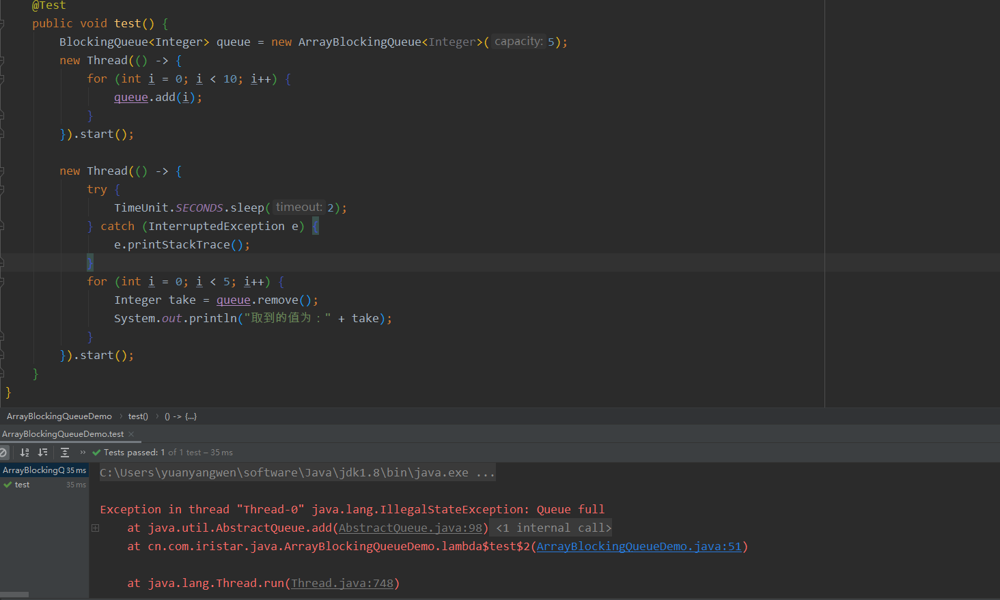 @Test
public void test() {
BlockingQueue<Integer> queue = new ArrayBlockingQueue<Integer>( capacity: 5);
new Thread(() -> {
for (int i = 0; i < 10; i++) {
queue.add(i);
}
}).start();
new Thread(() -> {
try {
TimeUnit.SECONDS.sleep( timeout: 2);
} catch (InterruptedException e) {
e.printStackTrace();
}
for (int i = 0; i < 5; i++) {
Integer take = queue.remove();
System.out.println("取到的值为：" + take);
}
}).start();
}
}
ArrayBlockingQueueDemo › test() › () -> {...}
ArrayBlockingQueueDemo.test ×
» Tests passed: 1 of 1 test – 35 ms
ArrayBlockingQ 35 ms
C:\Users\yuanyangwen\software\Java\jdk1.8\bin\java.exe ...
test 35 ms
Exception in thread "Thread-0" java.lang.IllegalStateException: Queue full
at java.util.AbstractQueue.add(AbstractQueue.java:98) <1 internal call>
at cn.com.iristar.java.ArrayBlockingQueueDemo.lambda$test$2(ArrayBlockingQueueDemo.java:51)
at java.lang.Thread.run(Thread.java:748)